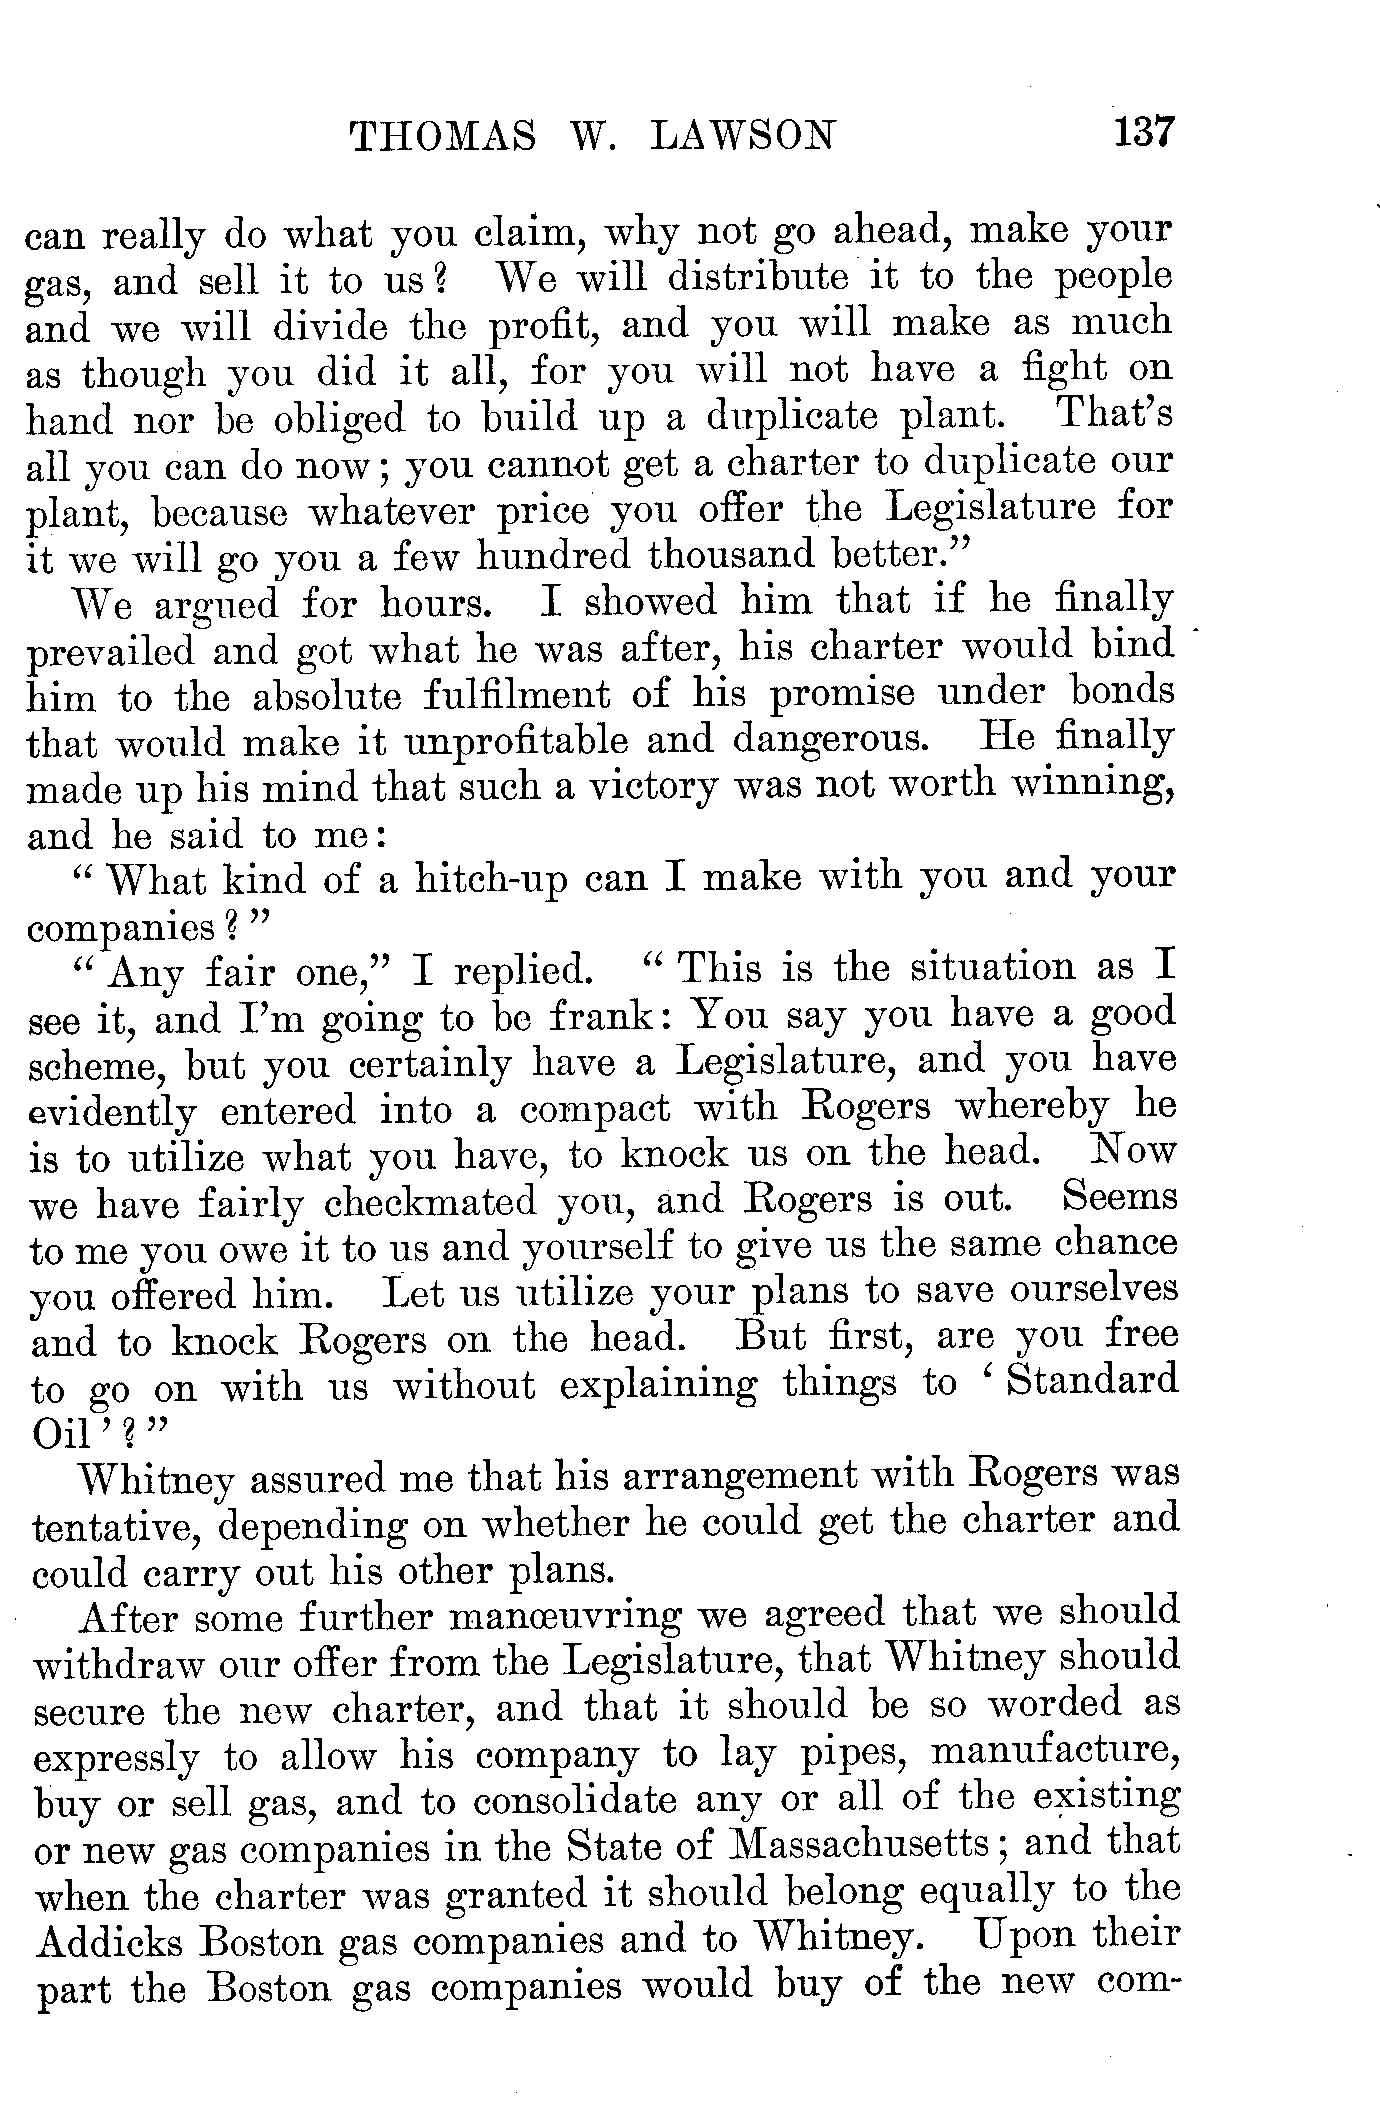 THOMAS W. LAWSON 137
can really do what you claim, why not go ahead, make your
gas, and sell it to us? We will distribute it to the people
and we will divide the profit, and you will make as much
as though you did it all, for you will not have a fight on
hand nor be obliged to build up a duplicate plant. That's
all you can do now; you cannot get a charter to duplicate our
plant, because whatever price you offer the Legislature for
it we will go you a few hundred thousand better."
We argued for hours. I showed him that if he finally
prevailed and got what he was after, his charter would bind
him to the absolute fulfilment of his promise under bonds
that would make it unprofitable and dangerous. He finally
made up his mind that such a victory was not worth winning,
and he said to me:
"What kind of a hitch-up can I make with you and your
companies?"
"Any fair one," I replied. "This is the situation as I
see it, and I'm going to be frank: You say you have a good
scheme, but you certainly have a Legislature, and you have
evidently entered into a compact with Rogers whereby he
is to utilize what you have, to knock us on the head. Now
we have fairly checkmated you, and Rogers is out. Seems
to me you owe it to us and yourself to give us the same chance
you offered him. Let us utilize your plans to save ourselves
and to knock Rogers on the head. But first, are you free
to go on with us without explaining things to 'Standard
Oil'?"
Whitney assured me that his arrangement with Rogers was
tentative, depending on whether he could get the charter and
could carry out his other plans.
After some further manœuvring we agreed that we should
withdraw our offer from the Legislature, that Whitney should
secure the new charter, and that it should be so worded as
expressly to allow his company to lay pipes, manufacture,
buy or sell gas, and to consolidate any or all of the existing
or new gas companies in the State of Massachusetts; and that
when the charter was granted it should belong equally to the
Addicks Boston gas companies and to Whitney. Upon their
part the Boston gas companies would buy of the new com-